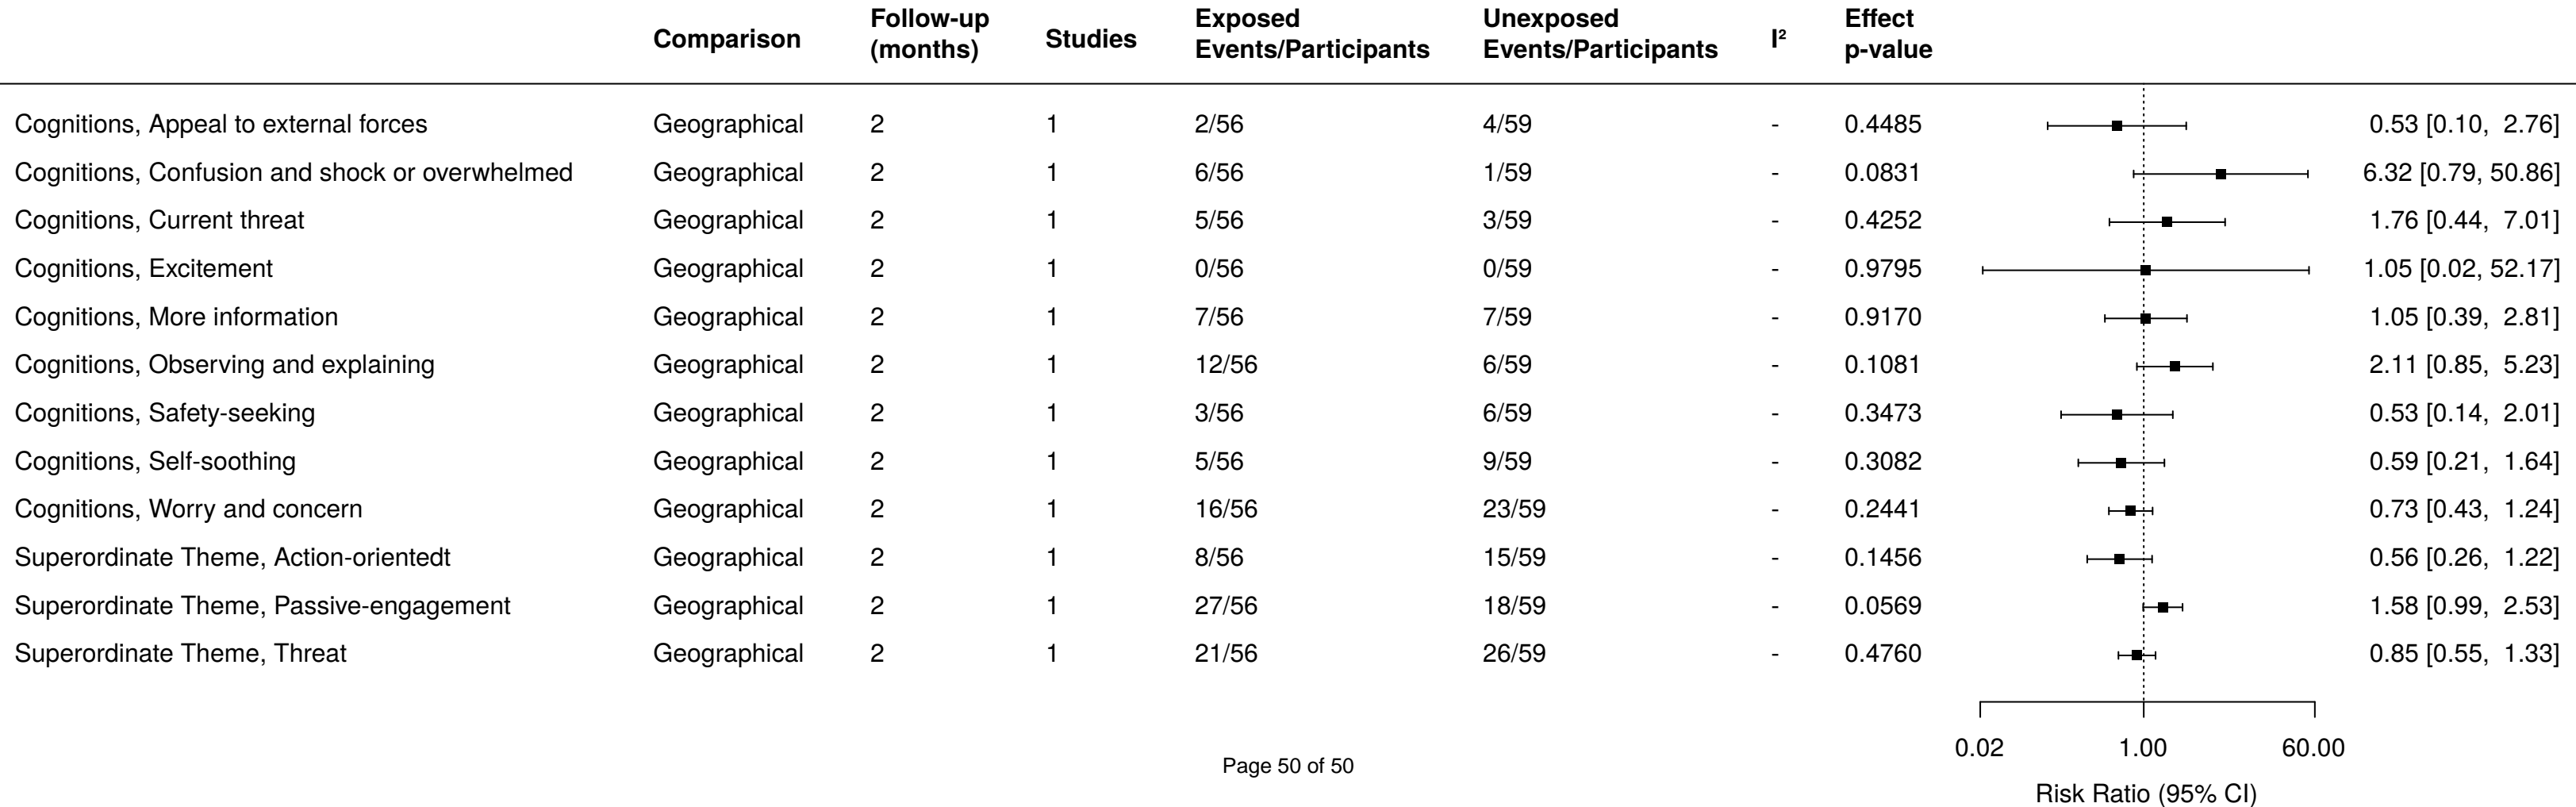 Comparison Follow-up (months) Studies Exposed Events/Participants Unexposed Events/Participants I² Effect p-value
Cognitions, Appeal to external forces Geographical 2 1 2/56 4/59 - 0.4485 0.53 [0.10, 2.76]
Cognitions, Confusion and shock or overwhelmed Geographical 2 1 6/56 1/59 - 0.0831 6.32 [0.79, 50.86]
Cognitions, Current threat Geographical 2 1 5/56 3/59 - 0.4252 1.76 [0.44, 7.01]
Cognitions, Excitement Geographical 2 1 0/56 0/59 - 0.9795 1.05 [0.02, 52.17]
Cognitions, More information Geographical 2 1 7/56 7/59 - 0.9170 1.05 [0.39, 2.81]
Cognitions, Observing and explaining Geographical 2 1 12/56 6/59 - 0.1081 2.11 [0.85, 5.23]
Cognitions, Safety-seeking Geographical 2 1 3/56 6/59 - 0.3473 0.53 [0.14, 2.01]
Cognitions, Self-soothing Geographical 2 1 5/56 9/59 - 0.3082 0.59 [0.21, 1.64]
Cognitions, Worry and concern Geographical 2 1 16/56 23/59 - 0.2441 0.73 [0.43, 1.24]
Superordinate Theme, Action-orientedt Geographical 2 1 8/56 15/59 - 0.1456 0.56 [0.26, 1.22]
Superordinate Theme, Passive-engagement Geographical 2 1 27/56 18/59 - 0.0569 1.58 [0.99, 2.53]
Superordinate Theme, Threat Geographical 2 1 21/56 26/59 - 0.4760 0.85 [0.55, 1.33]
0.02 1.00 60.00
Page 50 of 50
Risk Ratio (95% CI)